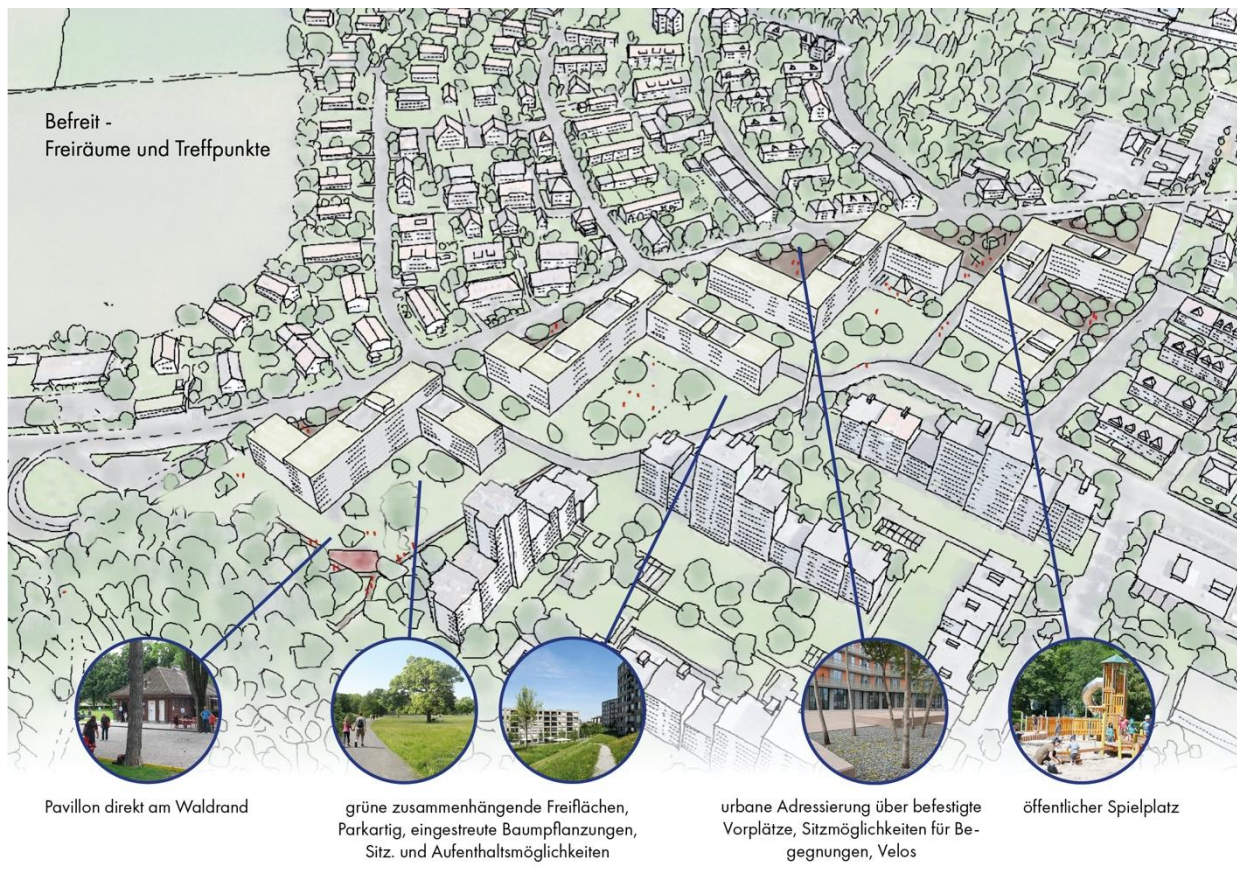 Befreit -
Freiräume und Treffpunkte
Pavillon direkt am Waldrand
grüne zusammenhängende Freiflächen,
Parkartig, eingestreute Baumpflanzungen,
Sitz. und Aufenthaltsmöglichkeiten
urbane Adressierung über befestigte
Vorplätze, Sitzmöglichkeiten für Be-
gegnungen, Velos
öffentlicher Spielplatz